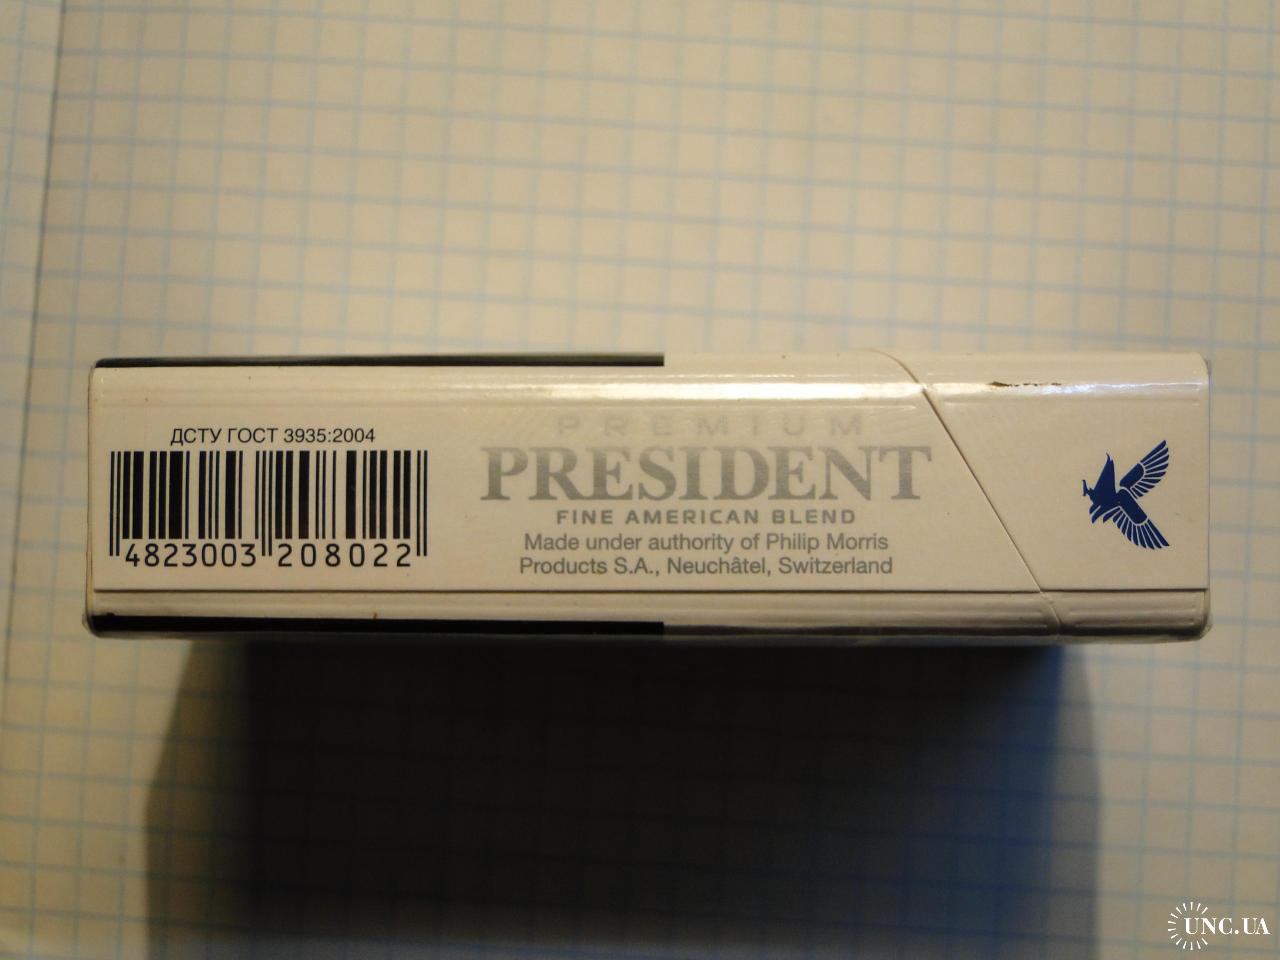 ДСТУ ГОСТ 3935:2004
4823003 208022
PREMIUM
PRESIDENT
FINE AMERICAN BLEND
Made under authority of Philip Morris
Products S.A., Neuchâtel, Switzerland
UNC.UA